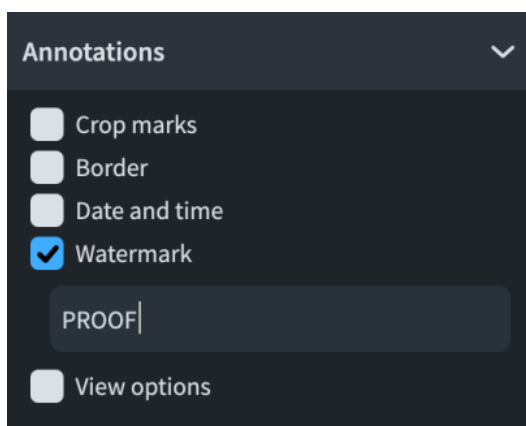 Annotations
Crop marks
Border
Date and time
Watermark
PROOF
View options